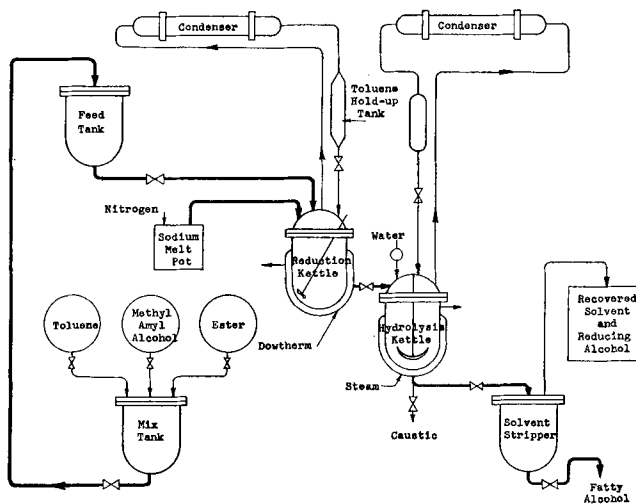 Condenser
Condenser
Toluene
Hold-up
Tank
Feed
Tank
Nitrogen
Sodium
Melt
Pot
Reduction
Kettle
Water
Toluene
Methyl
Amyl
Alcohol
Ester
Dowtherm
Hydrolysis
Kettle
Recovered
Solvent
and
Reducing
Alcohol
Steam
Mix
Tank
Caustic
Solvent
Stripper
Fatty
Alcohol